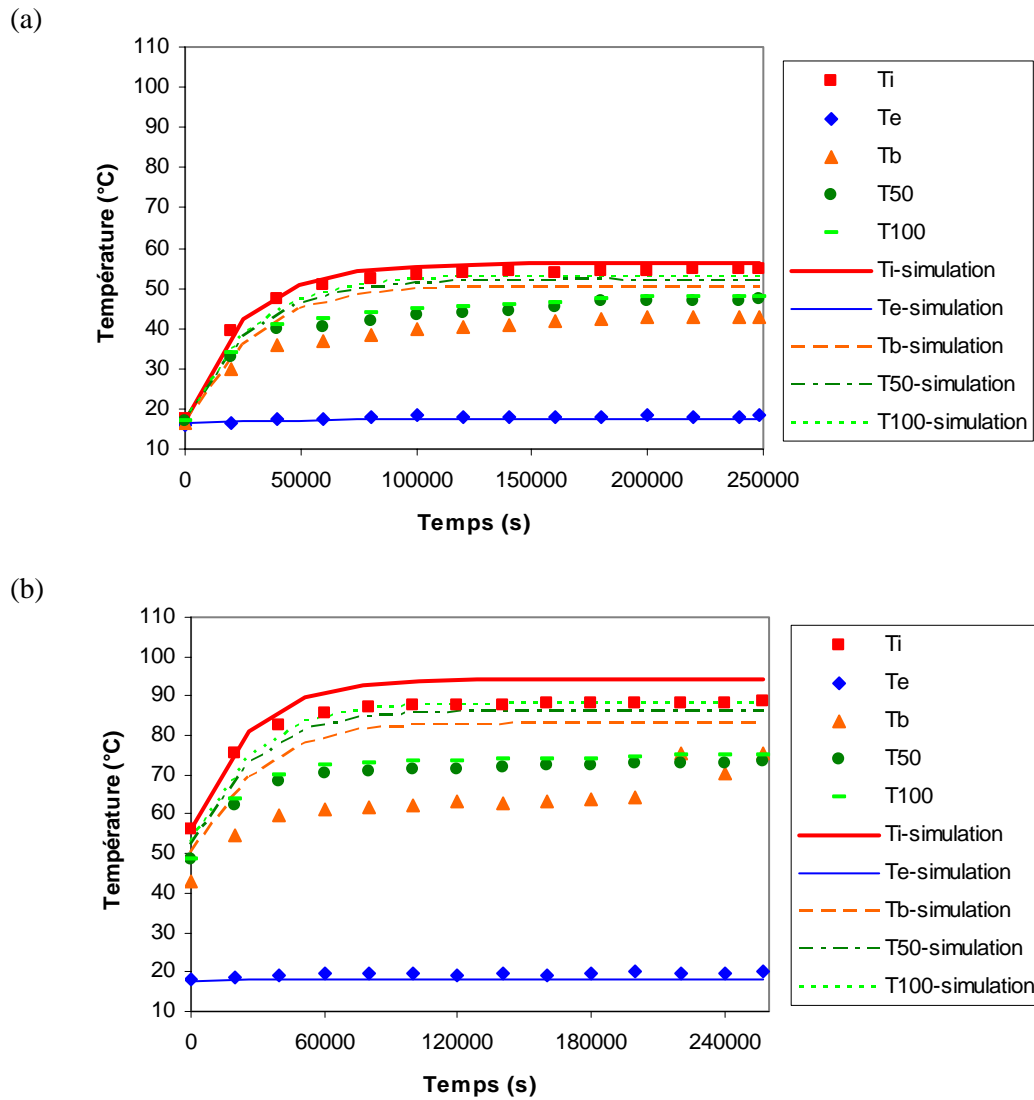 (a)
110
100
90
80
70
60
50
40
30
20
10
Température (°C)
0
50000
100000
150000
200000
250000
Temps (s)
Ti
Te
Tb
T50
T100
Ti-simulation
Te-simulation
Tb-simulation
T50-simulation
T100-simulation
(b)
110
100
90
80
70
60
50
40
30
20
10
Température (°C)
0
60000
120000
180000
240000
Temps (s)
Ti
Te
Tb
T50
T100
Ti-simulation
Te-simulation
Tb-simulation
T50-simulation
T100-simulation